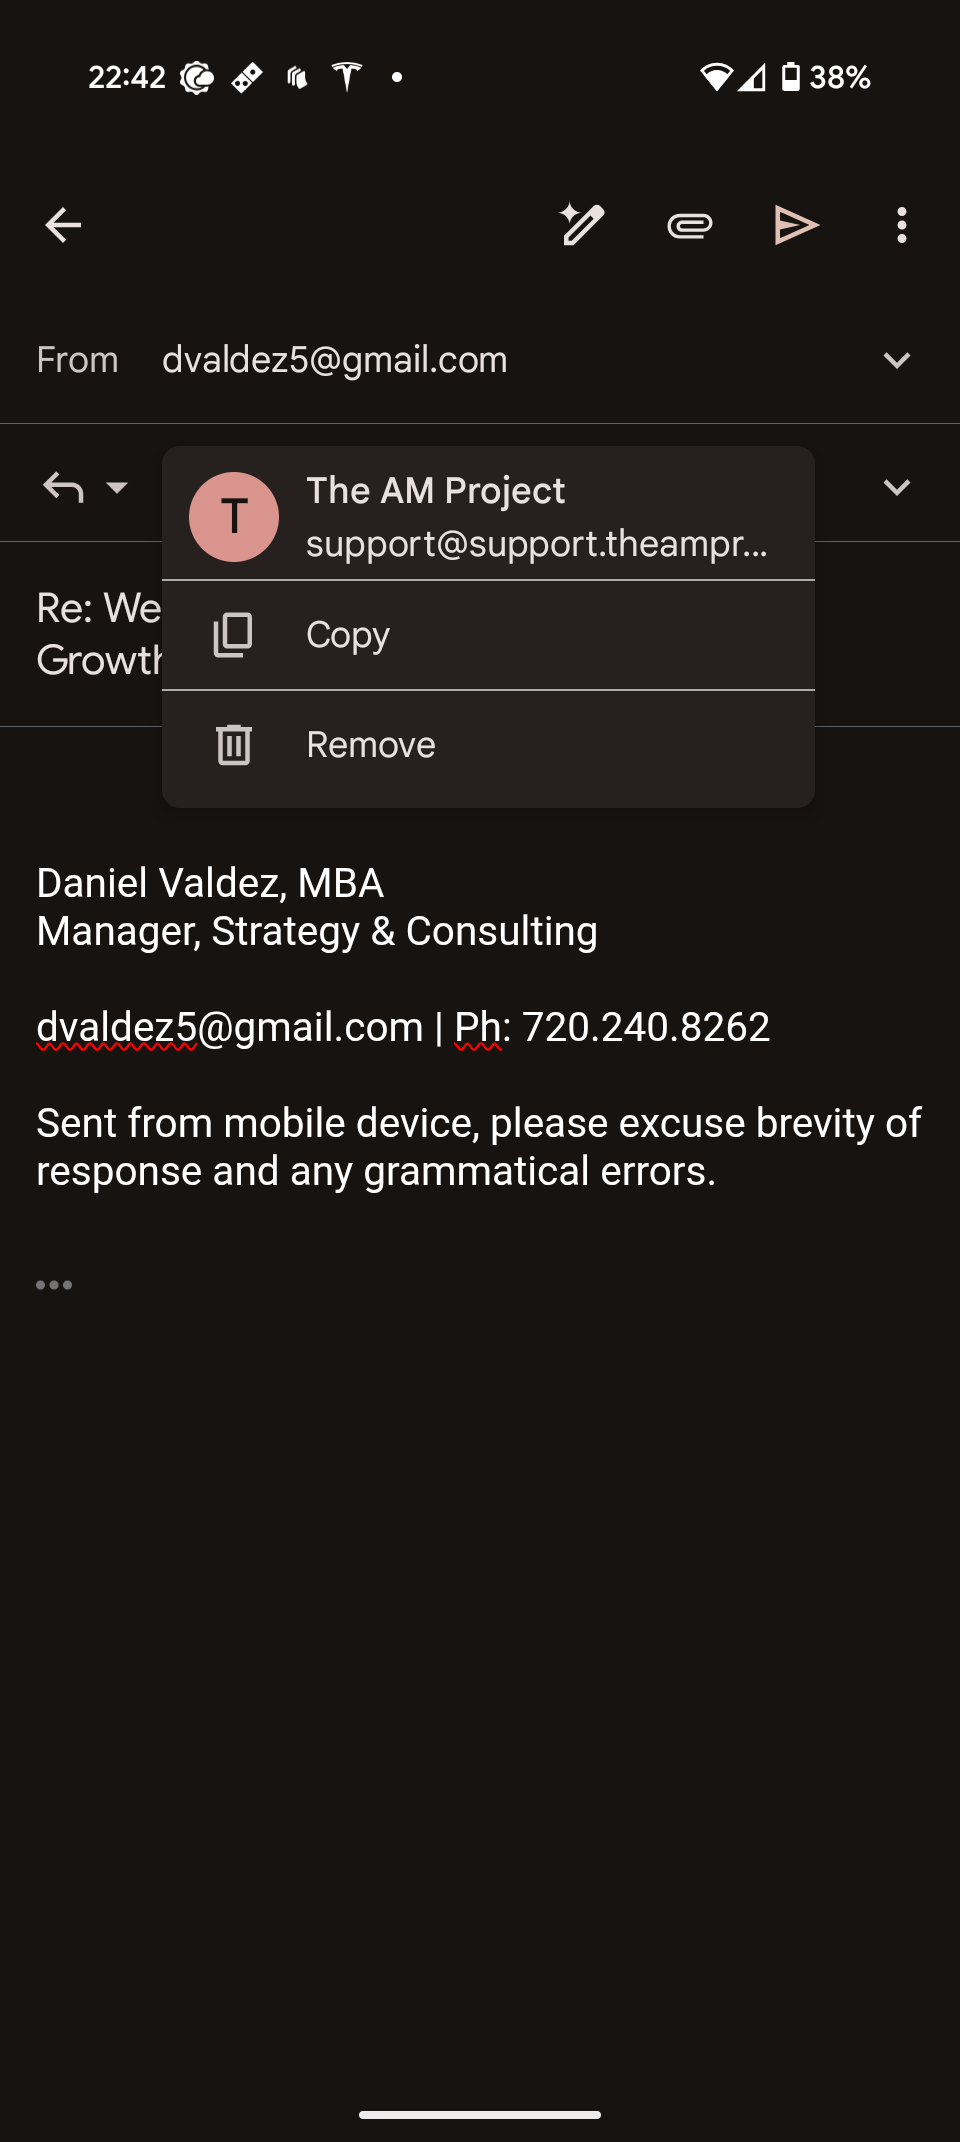 22:42 38%
From dvaldez5@gmail.com
The AM Project
support@support.theampr...
Re: We
Growth
Copy
Remove
Daniel Valdez, MBA
Manager, Strategy & Consulting
dvaldez5@gmail.com | Ph: 720.240.8262
Sent from mobile device, please excuse brevity of
response and any grammatical errors.